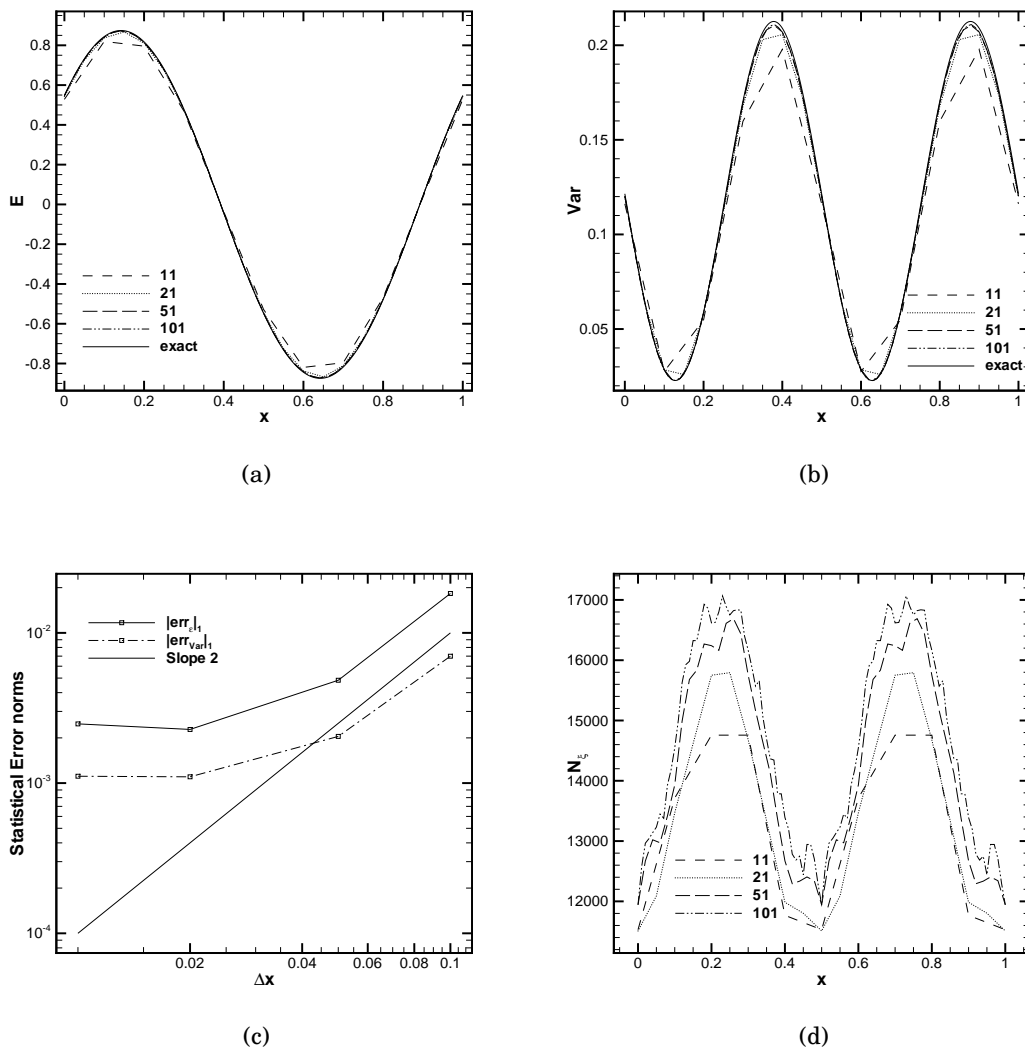 0.8
0.6
0.4
0.2
0
-0.2
-0.4
-0.6
-0.8
E
11
21
51
101
exact
0 0.2 0.4 0.6 0.8 1
x
(a)
0.2
0.15
0.1
0.05
Var
11
21
51
101
exact
0 0.2 0.4 0.6 0.8 1
x
(b)
10-2
10-3
10-4
Statistical Error norms
|errε|1
|errVar|1
Slope 2
0.02 0.04 0.06 0.08 0.1
Δx
(c)
17000
16000
15000
14000
13000
12000
Nξ
11
21
51
101
0 0.2 0.4 0.6 0.8 1
x
(d)